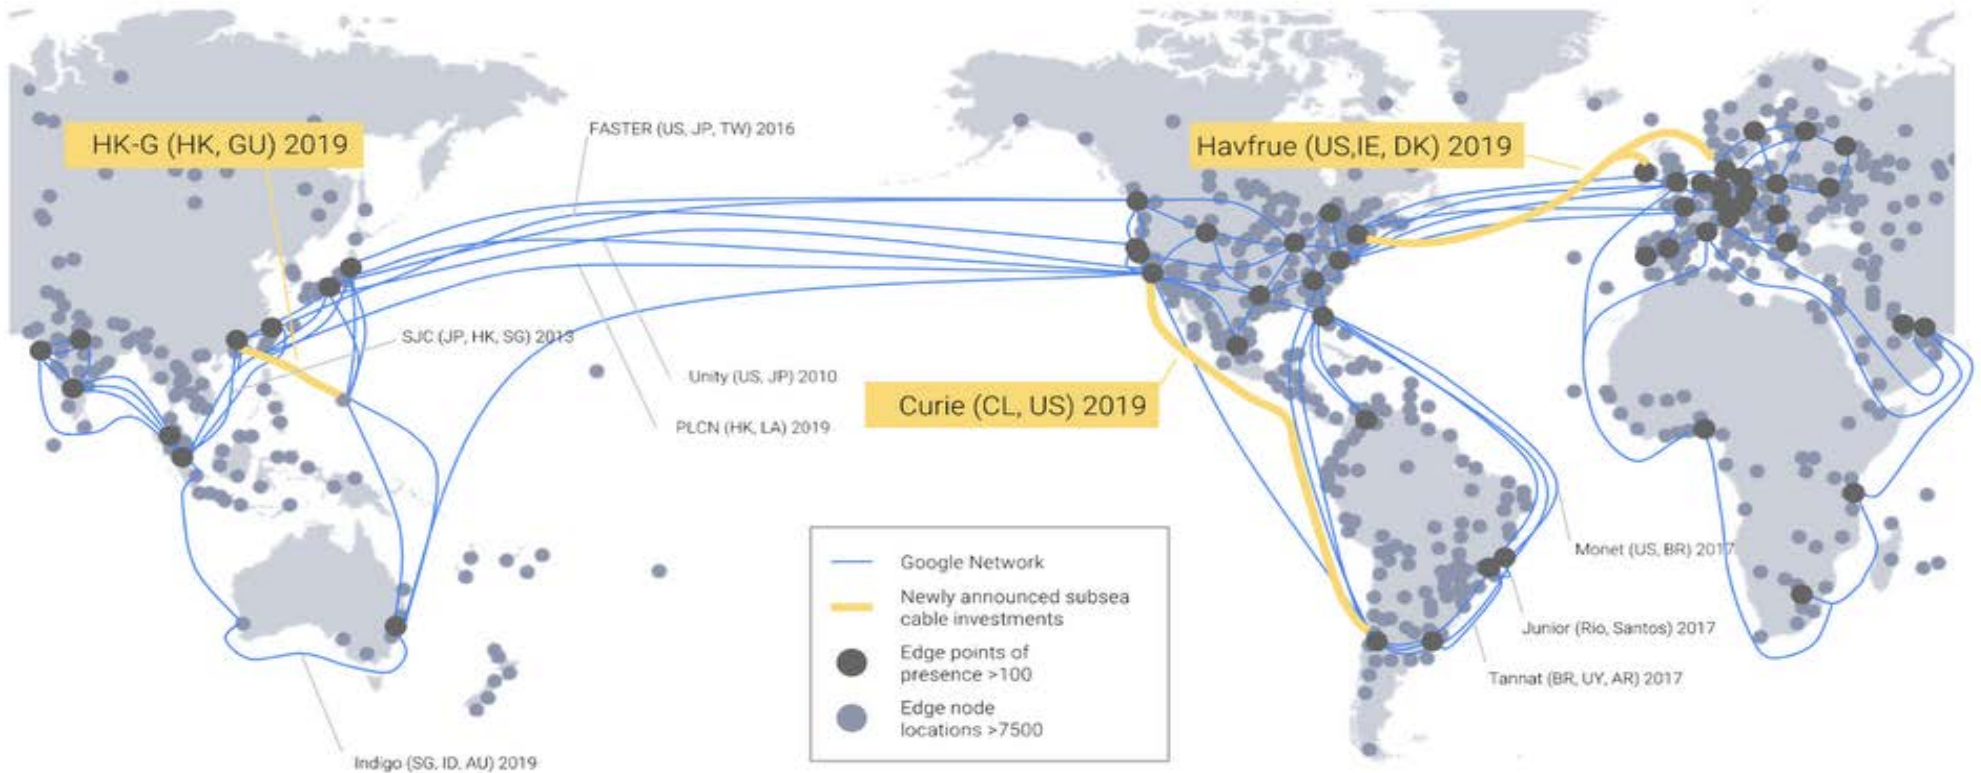 FASTER (US, JP, TW) 2016
HK-G (HK, GU) 2019
Havfrue (US,IE, DK) 2019
SJC (JP, HK, SG) 2013
Unity (US, JP) 2010
Curie (CL, US) 2019
PLCN (HK, LA) 2019
Monet (US, BR) 2017
Google Network
Newly announced subsea
cable investments
Edge points of
presence >100
Edge node
locations >7500
Junior (Rio, Santos) 2017
Tannat (BR, UY, AR) 2017
Indigo (SG, ID, AU) 2019